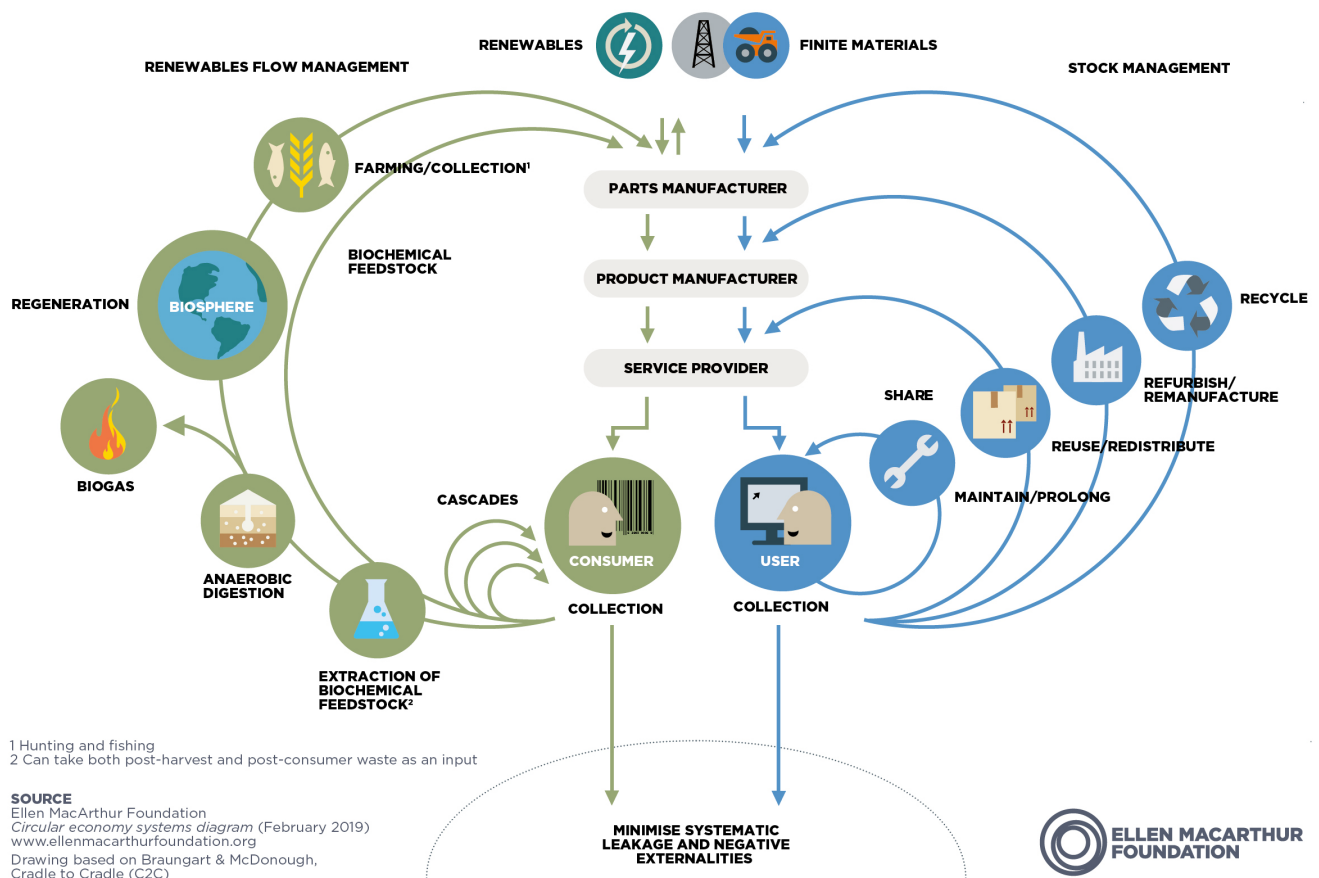 RENEWABLES
FINITE MATERIALS
RENEWABLES FLOW MANAGEMENT
STOCK MANAGEMENT
FARMING/COLLECTION¹
PARTS MANUFACTURER
BIOCHEMICAL
FEEDSTOCK
PRODUCT MANUFACTURER
REGENERATION
BIOSPHERE
RECYCLE
SERVICE PROVIDER
REFURBISH/
REMANUFACTURE
SHARE
REUSE/REDISTRIBUTE
BIOGAS
CASCADES
MAINTAIN/PROLONG
CONSUMER
USER
ANAEROBIC
DIGESTION
COLLECTION
COLLECTION
EXTRACTION OF
BIOCHEMICAL
FEEDSTOCK²
1 Hunting and fishing
2 Can take both post-harvest and post-consumer waste as an input
SOURCE
Ellen MacArthur Foundation
Circular economy systems diagram (February 2019)
www.ellenmacarthurfoundation.org
Drawing based on Braungart & McDonough,
Cradle to Cradle (C2C)
MINIMISE SYSTEMATIC
LEAKAGE AND NEGATIVE
EXTERNALITIES
ELLEN MACARTHUR
FOUNDATION